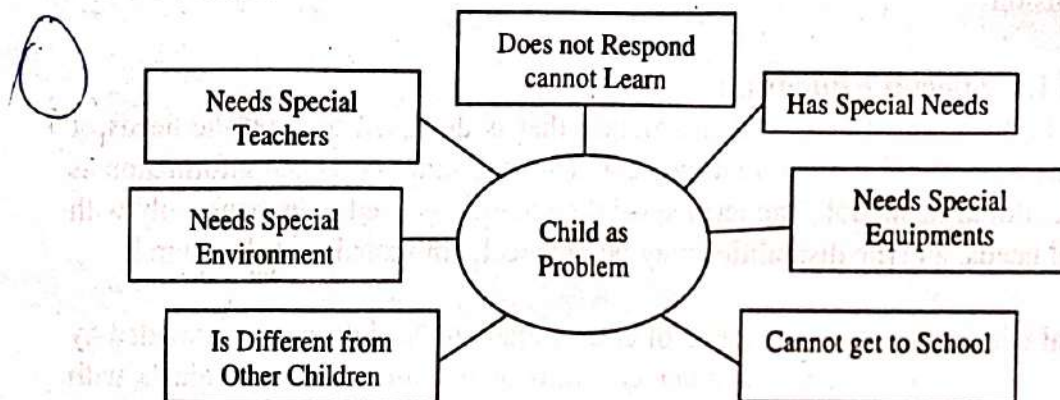 Does not Respond
cannot Learn
Needs Special
Teachers
Has Special Needs
Needs Special
Environment
Child as
Problem
Needs Special
Equipments
Is Different from
Other Children
Cannot get to School